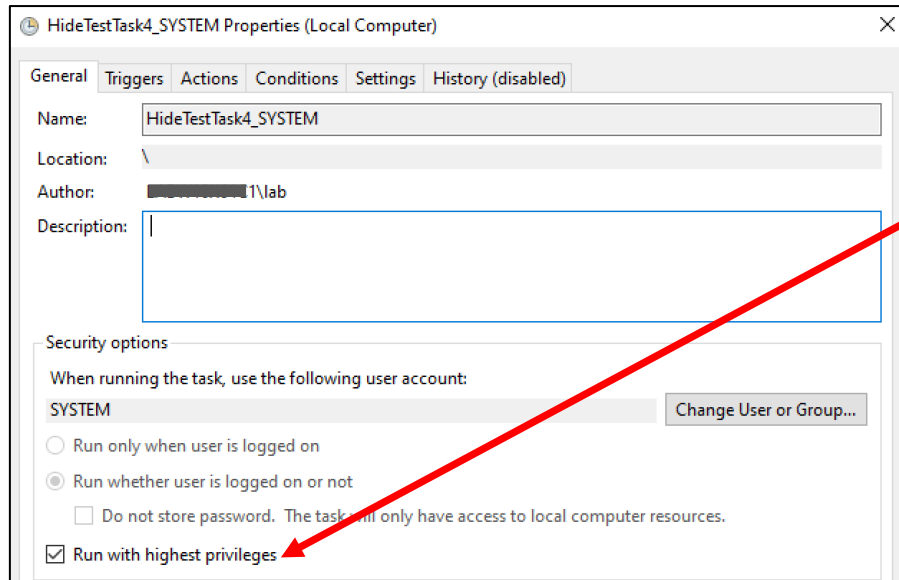 HideTestTask4_SYSTEM Properties (Local Computer)
General Triggers Actions Conditions Settings History (disabled)
Name: HideTestTask4_SYSTEM
Location: \
Author: 1\lab
Description:
Security options
When running the task, use the following user account:
SYSTEM Change User or Group...
Run only when user is logged on
Run whether user is logged on or not
Do not store password. The task will only have access to local computer resources.
Run with highest privileges